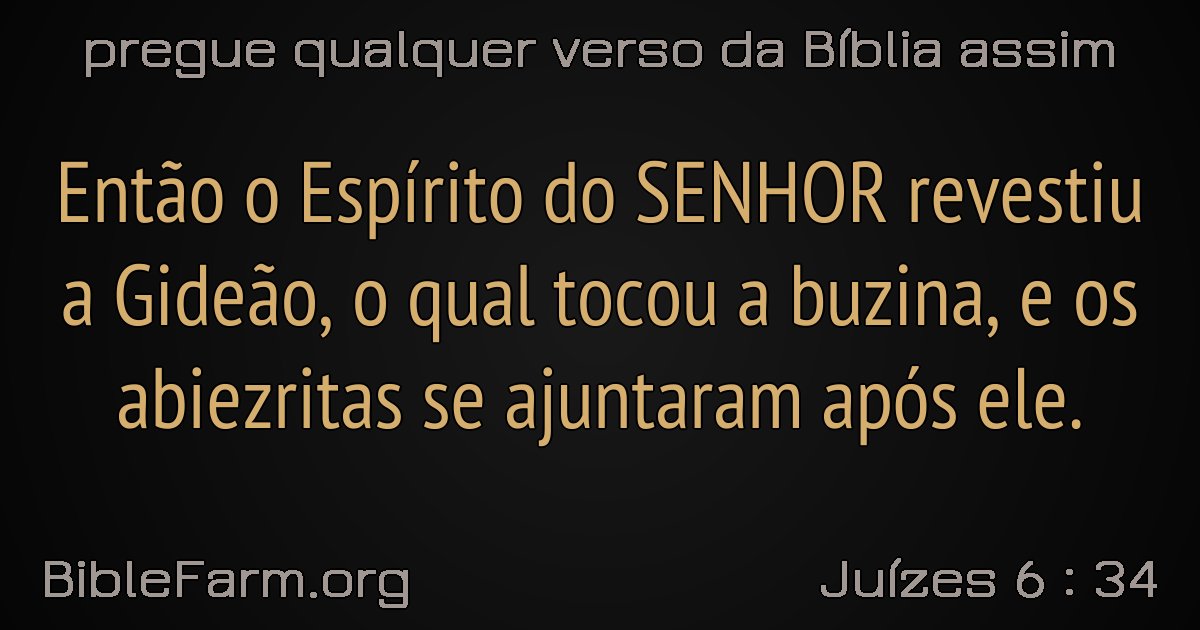 pregue qualquer verso da Bíblia assim
Então o Espírito do SENHOR revestiu
a Gideão, o qual tocou a buzina, e os
abiezritas se ajuntaram após ele.
BibleFarm.org
Juízes 6 : 34